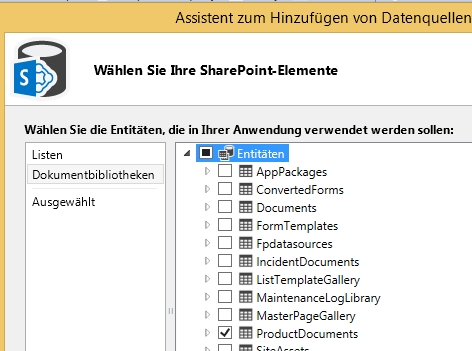 Assistent zum Hinzufügen von Datenquellen
Wählen Sie Ihre SharePoint-Elemente
Wählen Sie die Entitäten, die in Ihrer Anwendung verwendet werden sollen:
Listen
Dokumentbibliotheken
Ausgewählt
Entitäten
AppPackages
ConvertedForms
Documents
FormTemplates
Fpdatasources
IncidentDocuments
ListTemplateGallery
MaintenanceLogLibrary
MasterPageGallery
ProductDocuments
SiteAssets